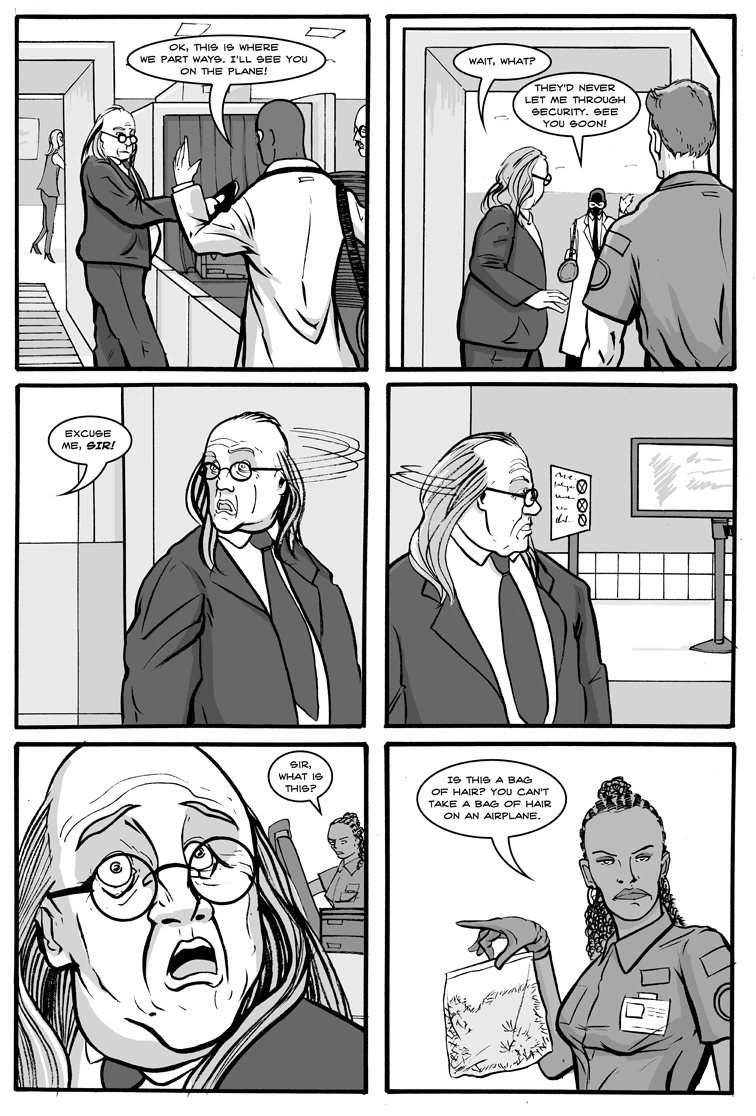 OK, THIS IS WHERE
WE PART WAYS. I'LL SEE YOU
ON THE PLANE!
WAIT, WHAT?
THEY'D NEVER
LET ME THROUGH
SECURITY. SEE
YOU SOON!
EXCUSE
ME, SIR!
SIR,
WHAT IS
THIS?
IS THIS A BAG
OF HAIR? YOU CAN'T
TAKE A BAG OF HAIR
ON AN AIRPLANE.